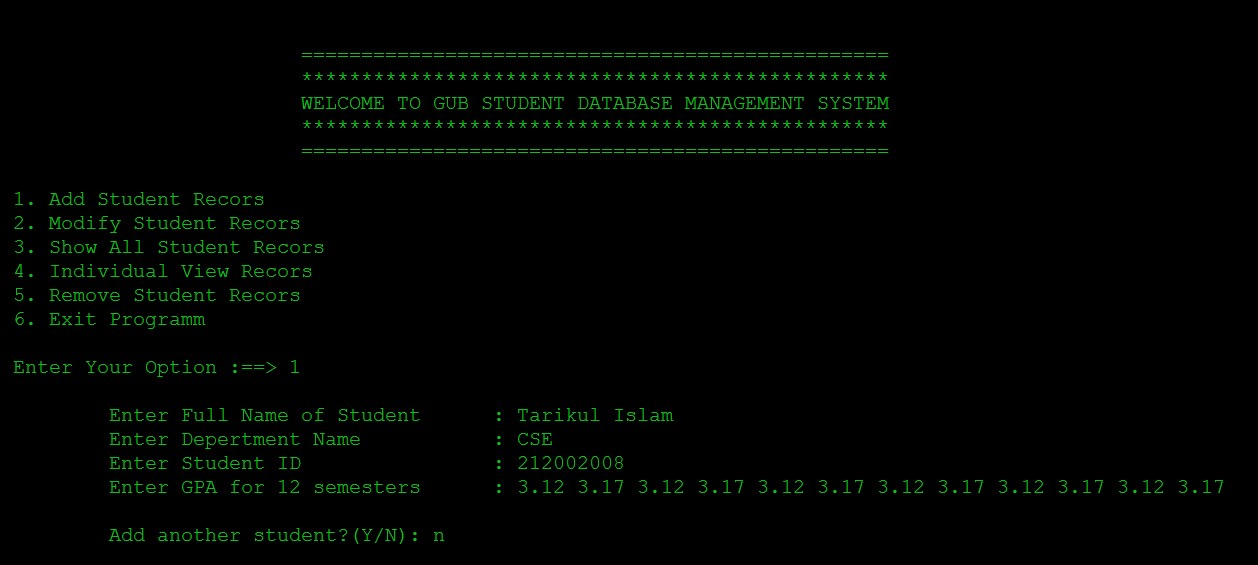 =================================================
*************************************************
WELCOME TO GUB STUDENT DATABASE MANAGEMENT SYSTEM
*************************************************
=================================================
1. Add Student Recors
2. Modify Student Recors
3. Show All Student Recors
4. Individual View Recors
5. Remove Student Recors
6. Exit Programm
Enter Your Option :==> 1
Enter Full Name of Student : Tarikul Islam
Enter Depertment Name : CSE
Enter Student ID : 212002008
Enter GPA for 12 semesters : 3.12 3.17 3.12 3.17 3.12 3.17 3.12 3.17 3.12 3.17 3.12 3.17
Add another student?(Y/N): n